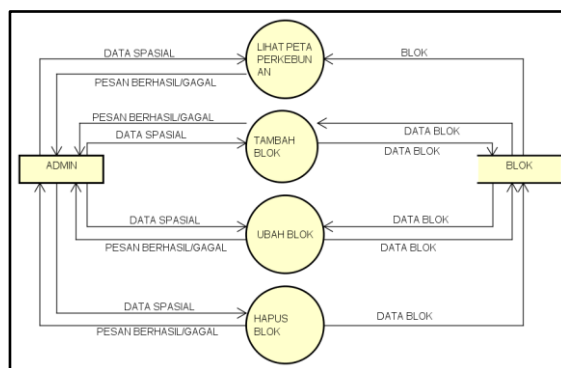 DATA SPASIAL
LIHAT PETA
PERKEBUN
AN
BLOK
PESAN BERHASIL/GAGAL
PESAN BERHASIL/GAGAL
DATA SPASIAL
TAMBAH
BLOK
DATA BLOK
DATA BLOK
ADMIN
BLOK
DATA SPASIAL
UBAH BLOK
DATA BLOK
PESAN BERHASIL/GAGAL
DATA BLOK
DATA SPASIAL
HAPUS
BLOK
DATA BLOK
PESAN BERHASIL/GAGAL